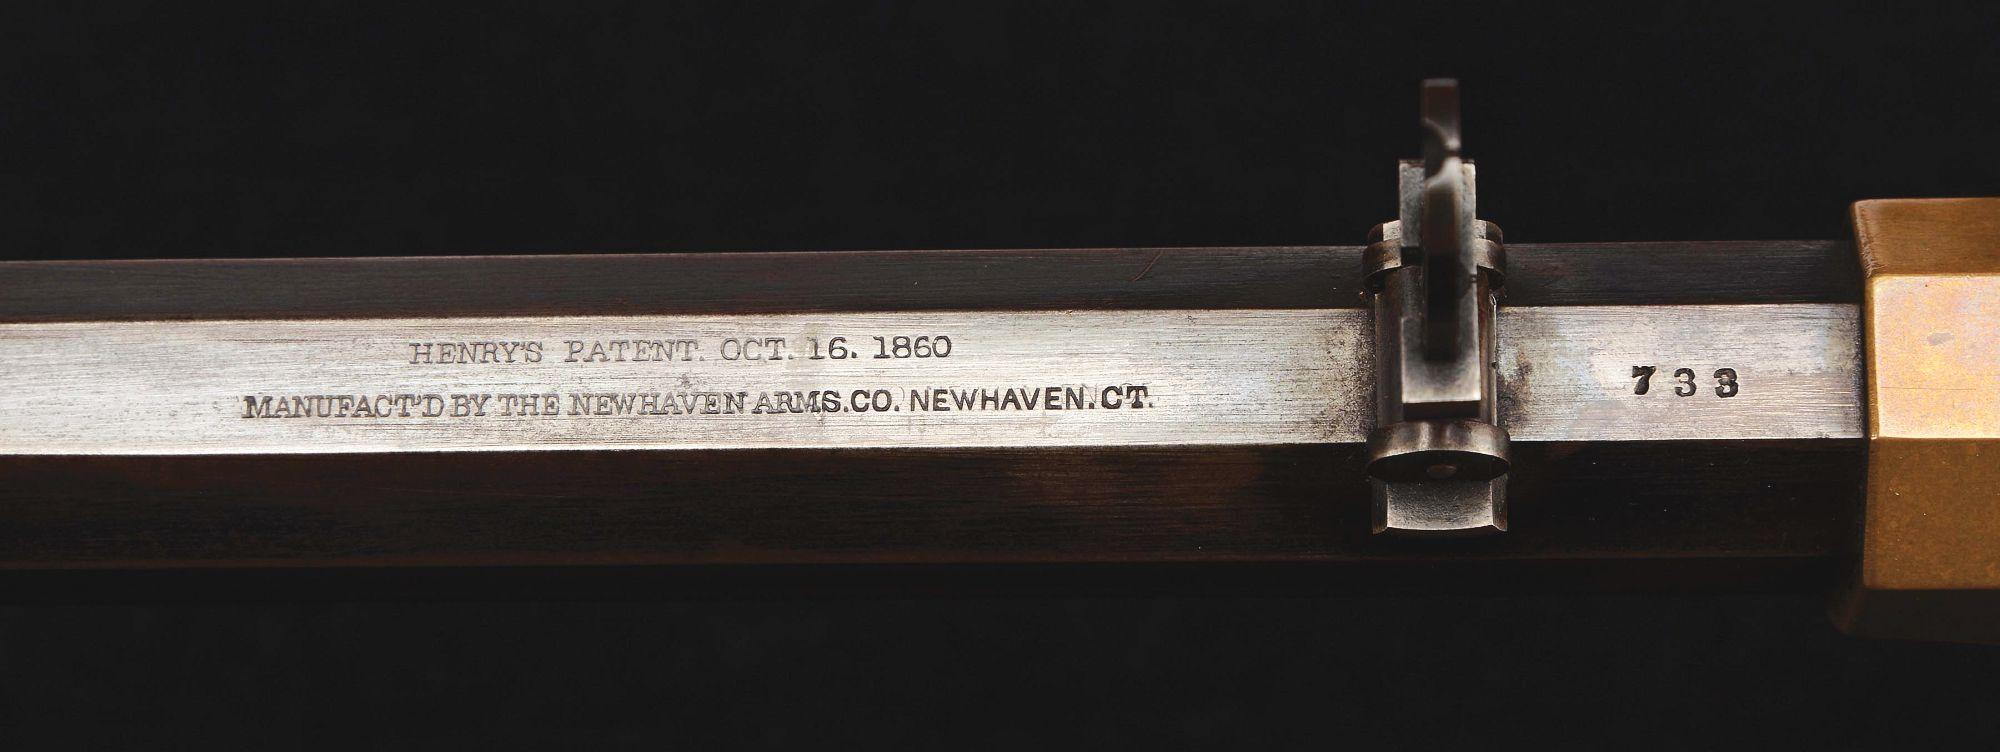 HENRY'S PATENT. OCT. 16. 1860
MANUFACT'D BY THE NEWHAVEN ARMS.CO. NEWHAVEN.CT.
733